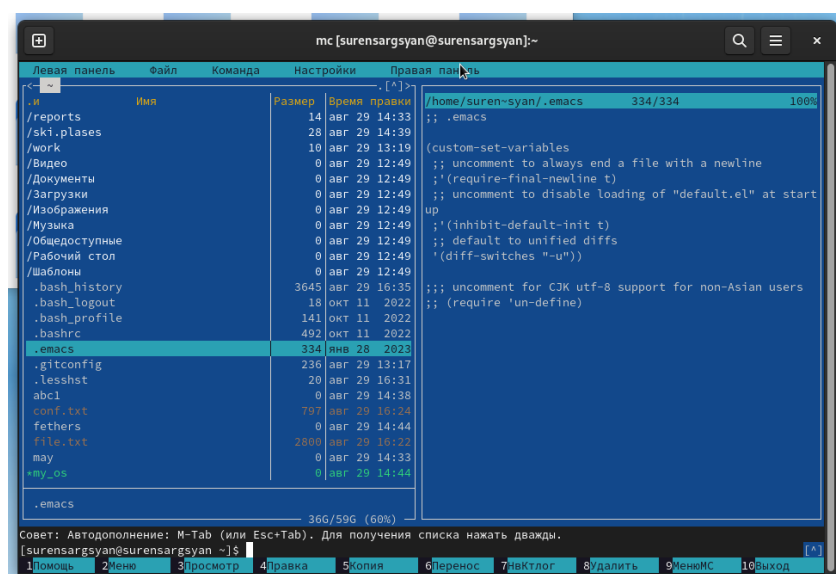 mc [surensargsyan@surensargsyan]:~
Левая панель Файл Команда Настройки Правая панель
<─ ~ .[^]>
.и Имя Размер Время правки
/reports 14 авг 29 14:33
/ski.plases 28 авг 29 14:39
/work 10 авг 29 13:19
/Видео 0 авг 29 12:49
/Документы 0 авг 29 12:49
/Загрузки 0 авг 29 12:49
/Изображения 0 авг 29 12:49
/Музыка 0 авг 29 12:49
/Общедоступные 0 авг 29 12:49
/Рабочий стол 0 авг 29 12:49
/Шаблоны 0 авг 29 12:49
.bash_history 3645 авг 29 16:35
.bash_logout 18 окт 11 2022
.bash_profile 141 окт 11 2022
.bashrc 492 окт 11 2022
.emacs 334 янв 28 2023
.gitconfig 236 авг 29 13:17
.lesshst 20 авг 29 16:31
abc1 0 авг 29 14:38
conf.txt 797 авг 29 16:24
fethers 0 авг 29 14:44
file.txt 2800 авг 29 16:22
may 0 авг 29 14:33
*my_os 0 авг 29 14:44
.emacs
36G/59G (60%)
/home/suren~syan/.emacs 334/334 100%
;; .emacs
(custom-set-variables
;; uncomment to always end a file with a newline
;'(require-final-newline t)
;; uncomment to disable loading of "default.el" at start
up
;'(inhibit-default-init t)
;; default to unified diffs
'(diff-switches "-u"))
;;; uncomment for CJK utf-8 support for non-Asian users
;; (require 'un-define)
Совет: Автодополнение: M-Tab (или Esc+Tab). Для получения списка нажать дважды.
[surensargsyan@surensargsyan ~]$ [^]
1Помощь 2Меню 3Просмотр 4Правка 5Копия 6Перенос 7НвКтлог 8Удалить 9МенюMC 10Выход